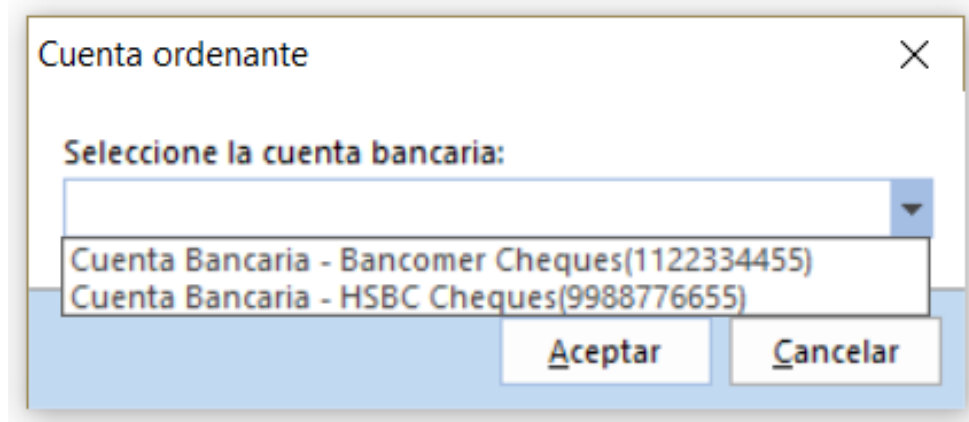 Cuenta ordenante
Seleccione la cuenta bancaria:
Cuenta Bancaria - Bancomer Cheques(1122334455)
Cuenta Bancaria - HSBC Cheques(9988776655)
Aceptar
Cancelar